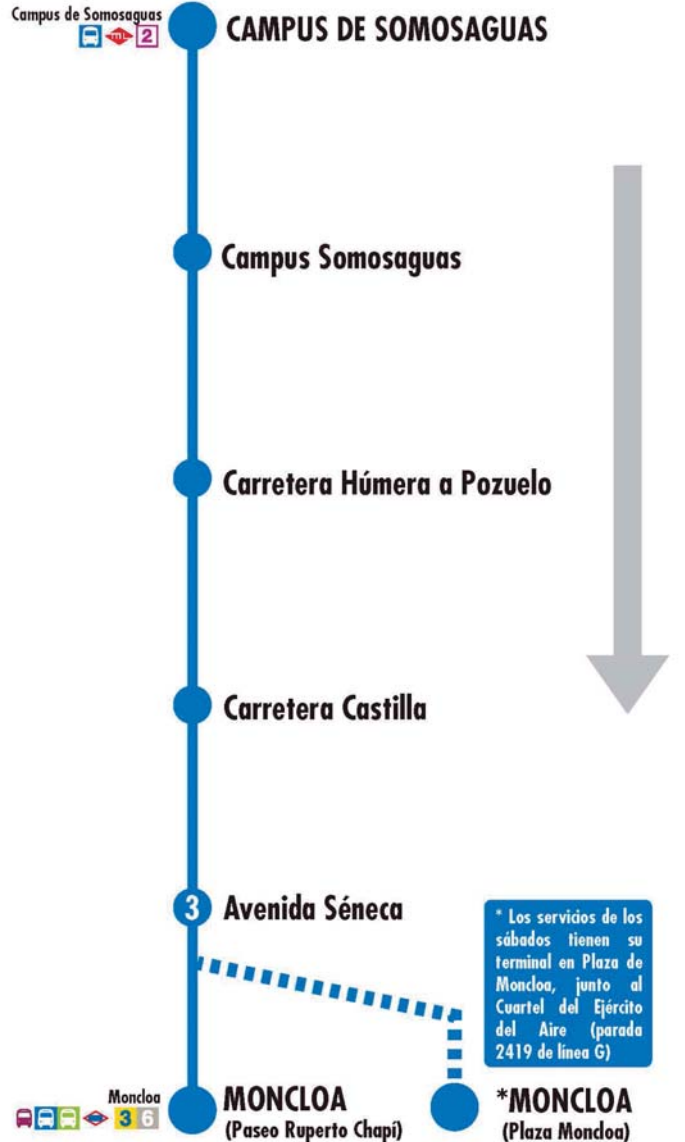 Campus de Somosaguas
ML 2
CAMPUS DE SOMOSAGUAS
Campus Somosaguas
Carretera Húmera a Pozuelo
Carretera Castilla
3 Avenida Séneca
* Los servicios de los
sábados tienen su
terminal en Plaza de
Moncloa, junto al
Cuartel del Ejército
del Aire (parada
2419 de línea G)
Moncloa
3 6
MONCLOA
(Paseo Ruperto Chapí)
*MONCLOA
(Plaza Moncloa)